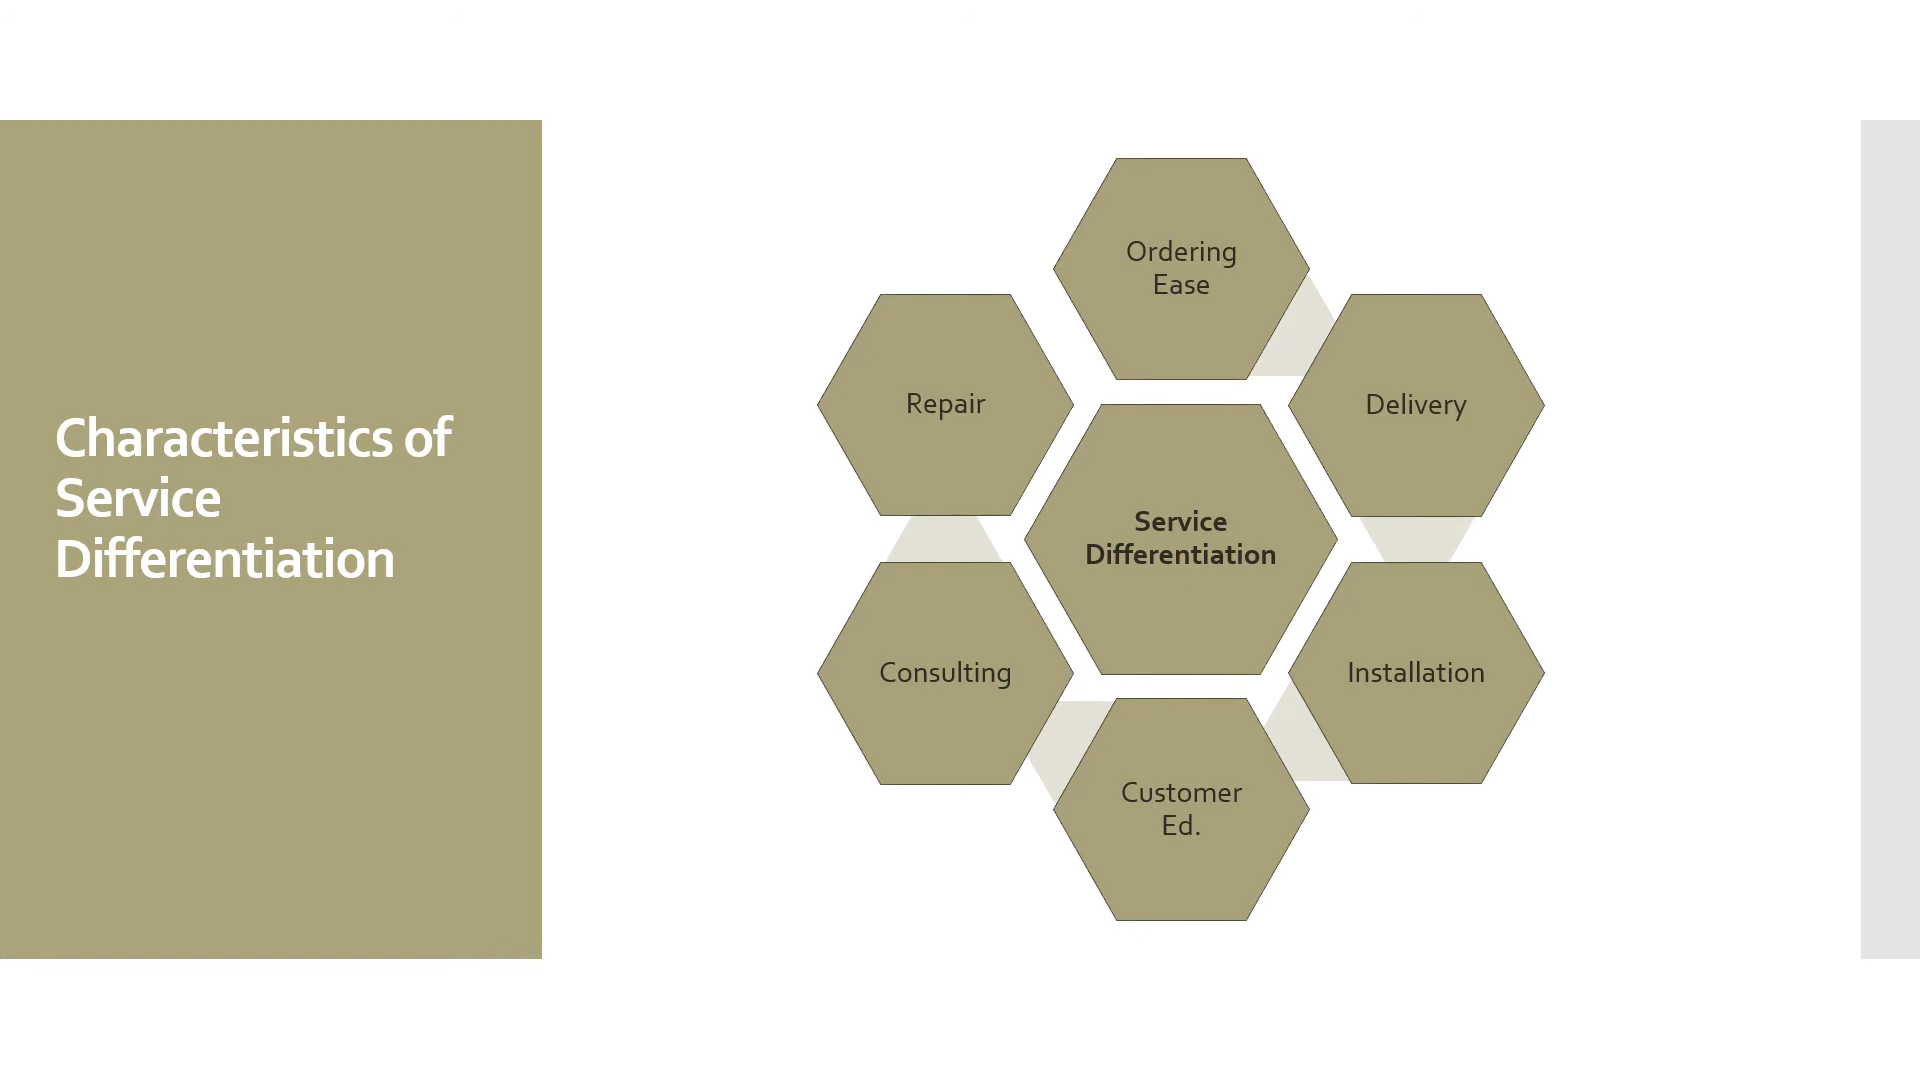 Characteristics of
Service
Differentiation
Ordering
Ease
Delivery
Installation
Customer
Ed.
Consulting
Repair
Service
Differentiation